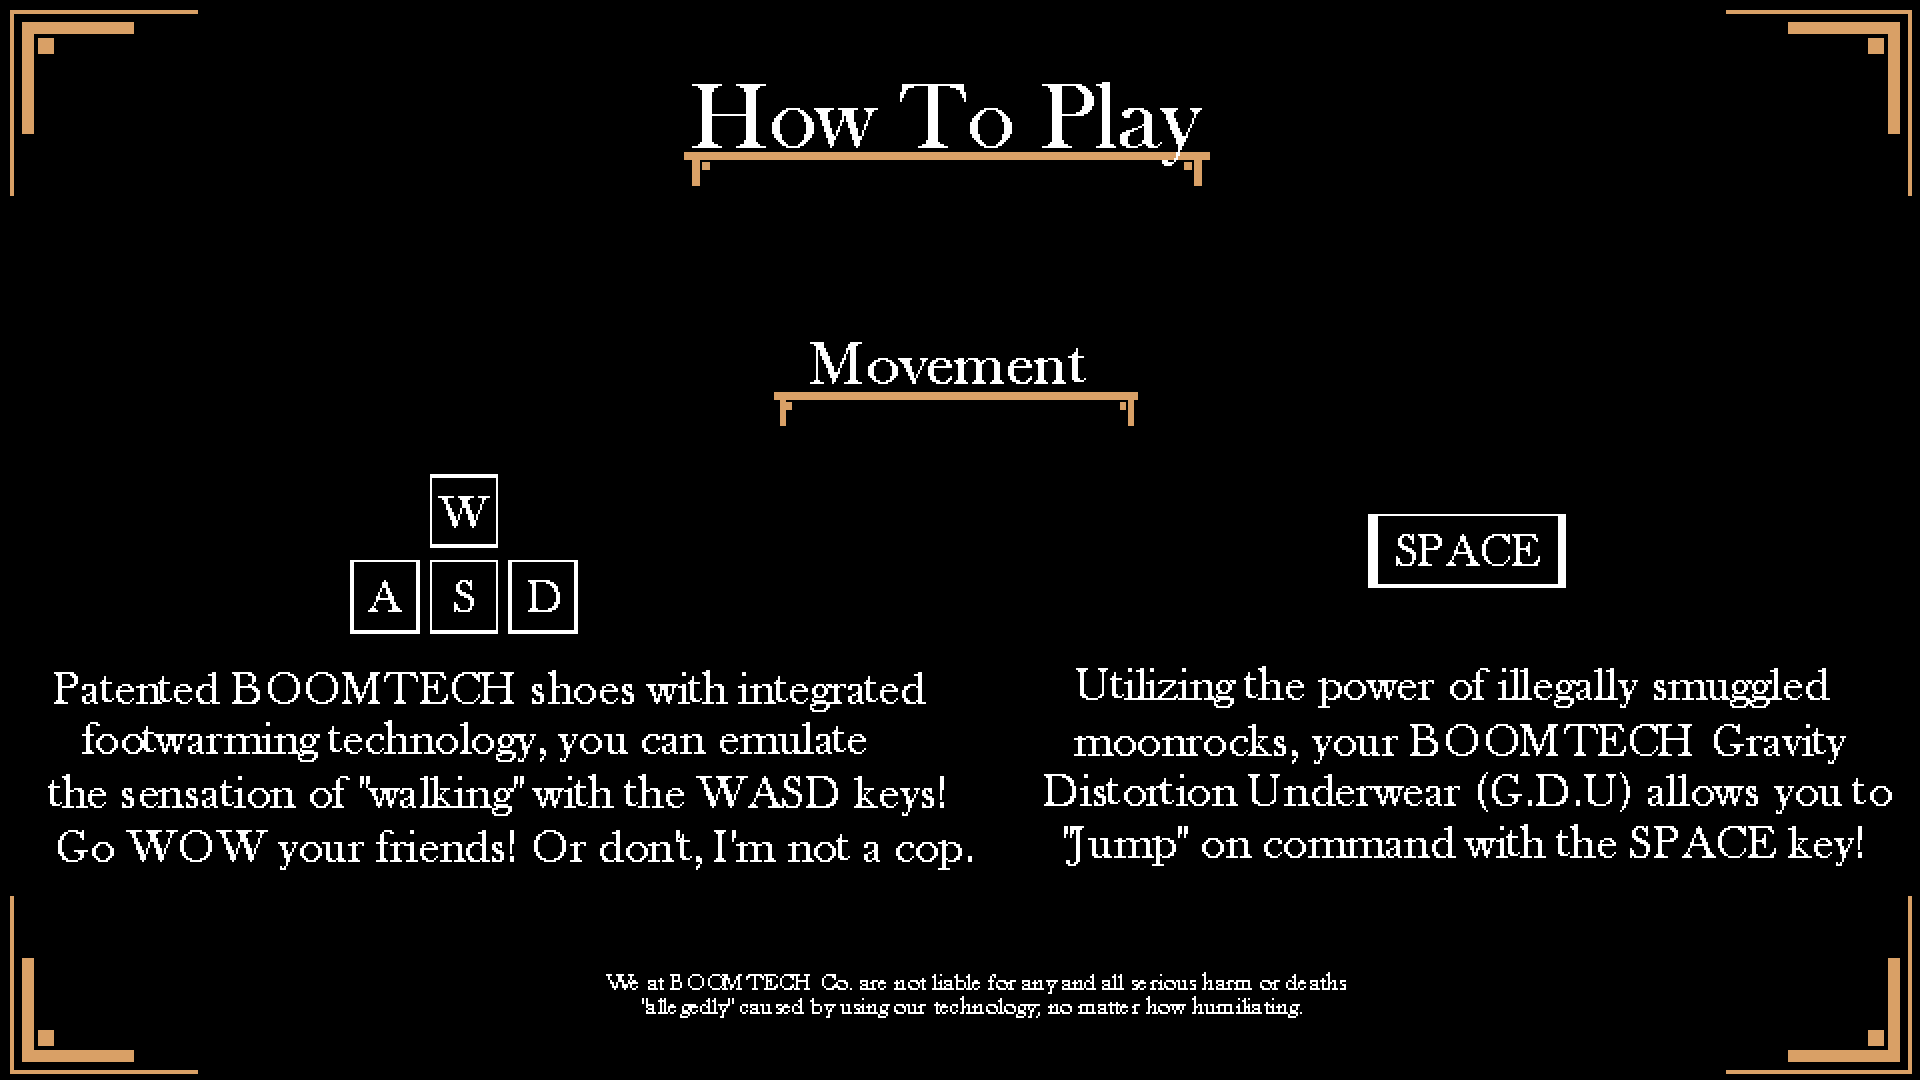 How To Play
Movement
W
A S D
SPACE
Patented BOOMTECH shoes with integrated
footwarming technology, you can emulate
the sensation of "walking" with the WASD keys!
Go WOW your friends! Or don't, I'm not a cop.
Utilizing the power of illegally smuggled
moonrocks, your BOOMTECH Gravity
Distortion Underwear (G.D.U) allows you to
"Jump" on command with the SPACE key!
We at BOOMTECH Co. are not liable for any and all serious harm or deaths
"allegedly" caused by using our technology, no matter how humiliating.